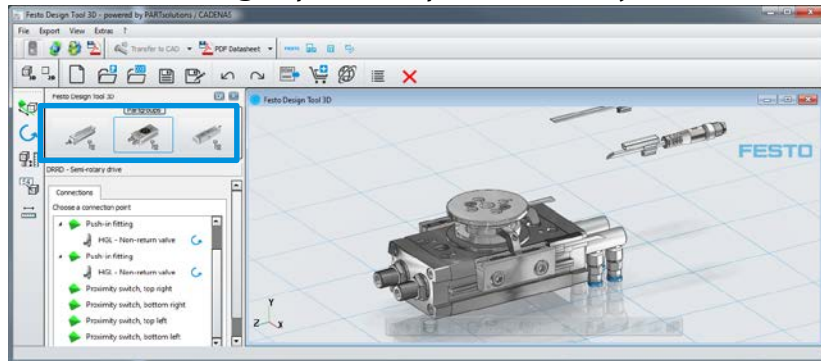 Festo Design Tool 3D - powered by PARTsolutions / CADENAS
File Export View Extras ?
Transfer to CAD PDF Datasheet FESTO
Festo Design Tool 3D
Partgroups
DRRD - Semi-rotary drive
Connections
Choose a connection point
Push-in fitting
HGL - Non-return valve
Push-in fitting
HGL - Non-return valve
Proximity switch, top right
Proximity switch, bottom right
Proximity switch, top left
Proximity switch, bottom left
Festo Design Tool 3D
FESTO
Y
Z X